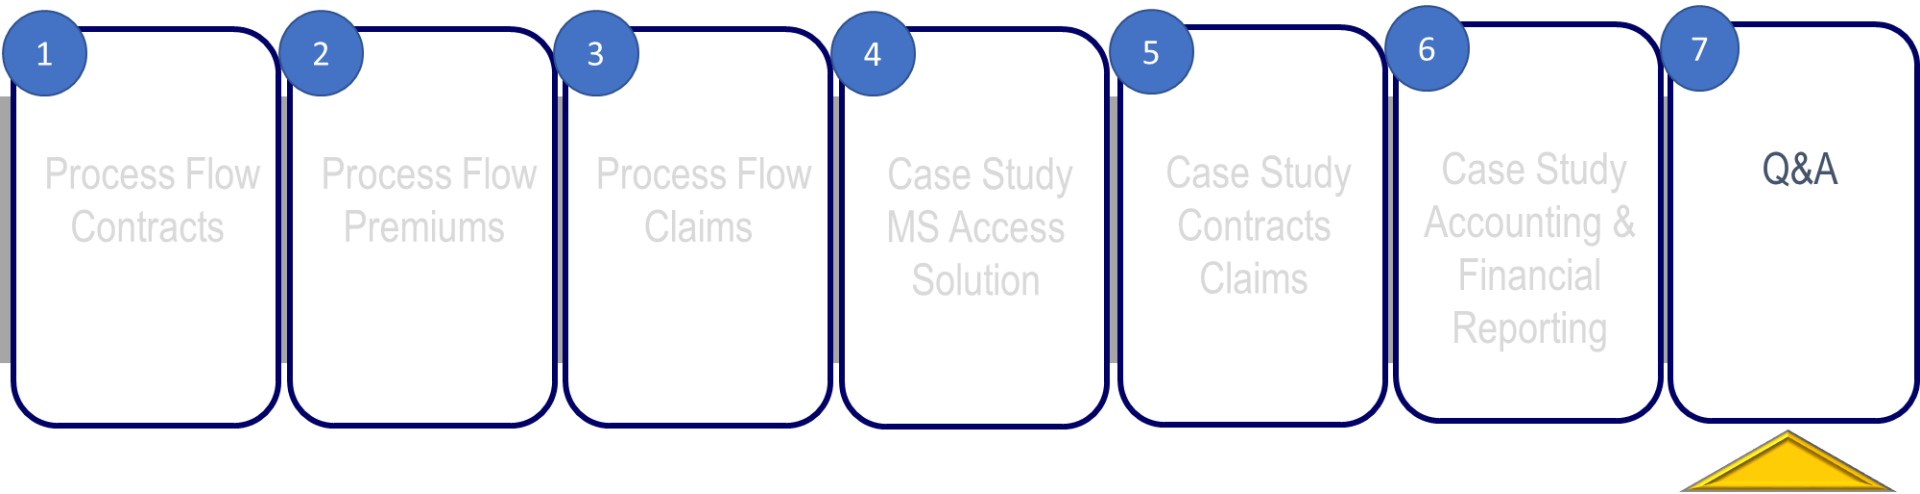 1
Process Flow
Contracts
2
Process Flow
Premiums
3
Process Flow
Claims
4
Case Study
MS Access
Solution
5
Case Study
Contracts
Claims
6
Case Study
Accounting &
Financial
Reporting
7
Q&A